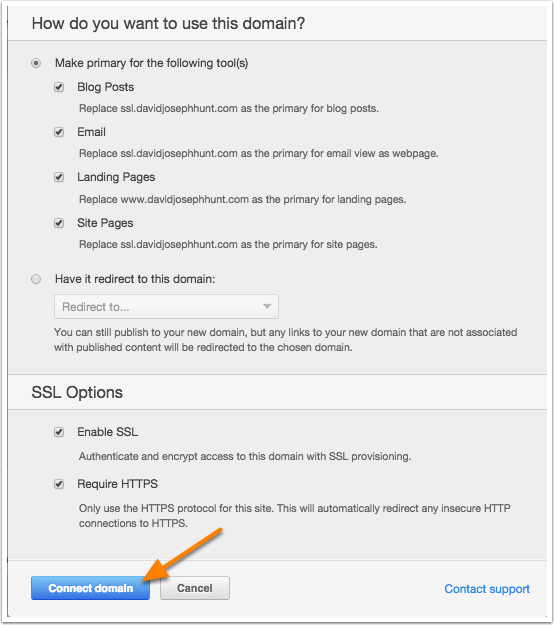 How do you want to use this domain?
Make primary for the following tool(s)
Blog Posts
Replace ssl.davidjosephhunt.com as the primary for blog posts.
Email
Replace ssl.davidjosephhunt.com as the primary for email view as webpage.
Landing Pages
Replace www.davidjosephhunt.com as the primary for landing pages.
Site Pages
Replace ssl.davidjosephhunt.com as the primary for site pages.
Have it redirect to this domain:
Redirect to...
You can still publish to your new domain, but any links to your new domain that are not associated
with published content will be redirected to the chosen domain.
SSL Options
Enable SSL
Authenticate and encrypt access to this domain with SSL provisioning.
Require HTTPS
Only use the HTTPS protocol for this site. This will automatically redirect any insecure HTTP
connections to HTTPS.
Connect domain
Cancel
Contact support